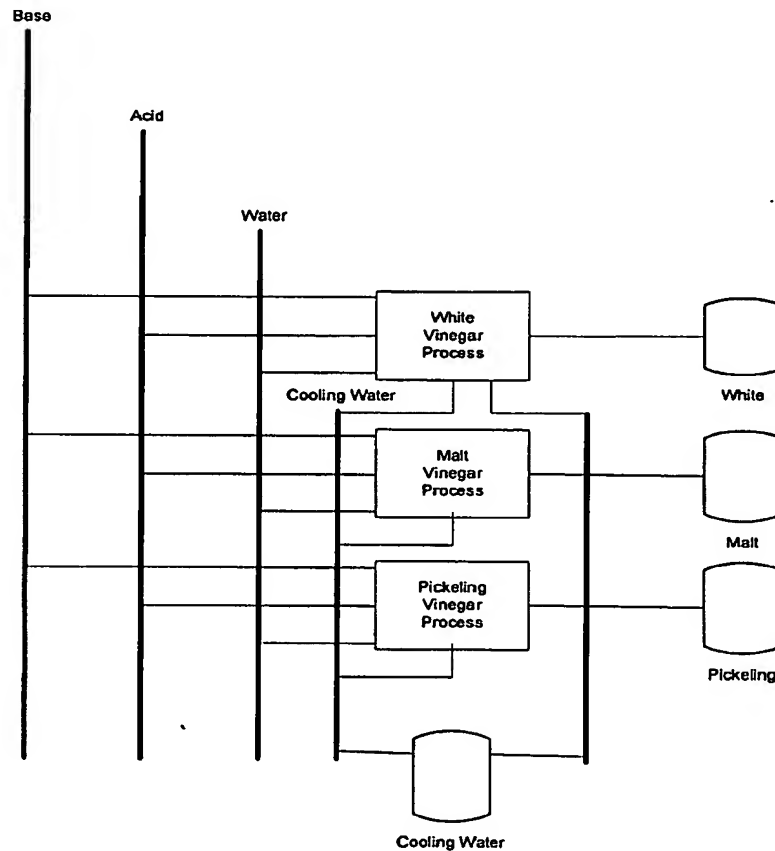 Base
Acid
Water
White
Vinegar
Process
White
Cooling Water
Malt
Vinegar
Process
Malt
Pickeling
Vinegar
Process
Pickeling
Cooling Water